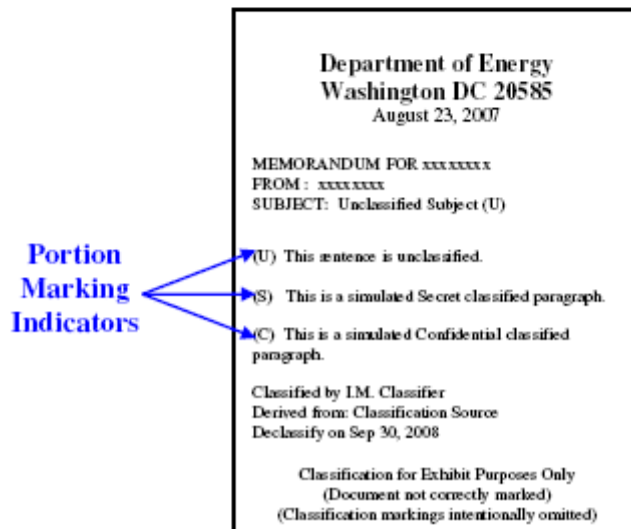 Department of Energy
Washington DC 20585
August 23, 2007
MEMORANDUM FOR xxxxxxxx
FROM : xxxxxxxx
SUBJECT: Unclassified Subject (U)
Portion
Marking
Indicators
(U) This sentence is unclassified.
(S) This is a simulated Secret classified paragraph.
(C) This is a simulated Confidential classified
paragraph.
Classified by I.M. Classifier
Derived from: Classification Source
Declassify on Sep 30, 2008
Classification for Exhibit Purposes Only
(Document not correctly marked)
(Classification markings intentionally omitted)